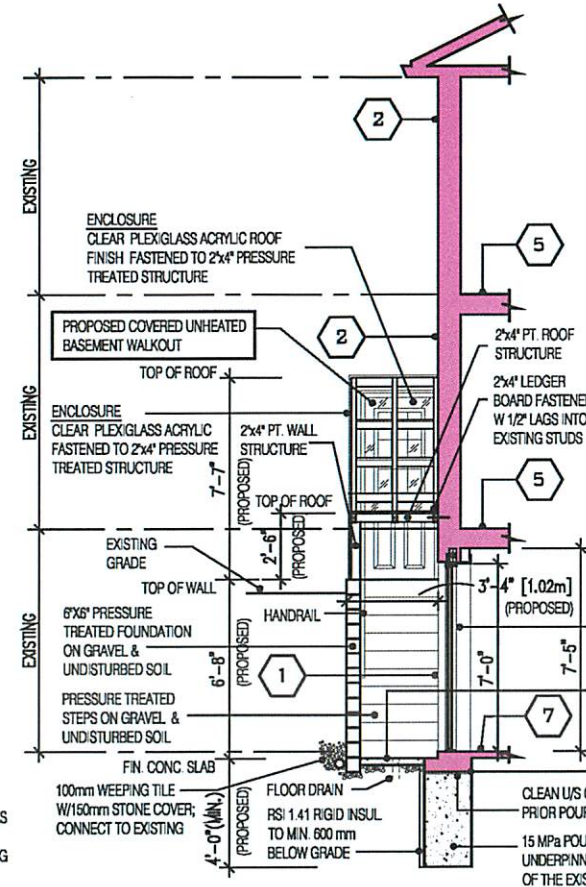 EXISTING
2
ENCLOSURE
CLEAR PLEXIGLASS ACRYLIC ROOF
FINISH FASTENED TO 2"x4" PRESSURE
TREATED STRUCTURE
5
PROPOSED COVERED UNHEATED
BASEMENT WALKOUT
2
2"x4" PT. ROOF
STRUCTURE
EXISTING
TOP OF ROOF
2"x4" LEDGER
BOARD FASTENE
W 1/2" LAGS INTO
EXISTING STUDS
ENCLOSURE
CLEAR PLEXIGLASS ACRYLIC
FASTENED TO 2"x4" PRESSURE
TREATED STRUCTURE
2"x4" PT. WALL
STRUCTURE
7'-7"
(PROPOSED)
TOP OF ROOF
5
2'-6"
(PROPOSED)
EXISTING
GRADE
TOP OF WALL
3'-4" [1.02m]
(PROPOSED)
EXISTING
6"X6" PRESSURE
TREATED FOUNDATION
ON GRAVEL &
UNDISTURBED SOIL
HANDRAIL
6'-8"
(PROPOSED)
1
7'-0"
7'-5"
PRESSURE TREATED
STEPS ON GRAVEL &
UNDISTURBED SOIL
7
FIN. CONC. SLAB
100mm WEEPING TILE
W/150mm STONE COVER;
CONNECT TO EXISTING
4'-0"(MIN.)
(PROPOSED)
FLOOR DRAIN
RSI 1.41 RIGID INSUL
TO MIN. 600 mm
BELOW GRADE
CLEAN U/S
PRIOR POU
15 MPa POU
UNDERPINN
OF THE EXIS
S
G